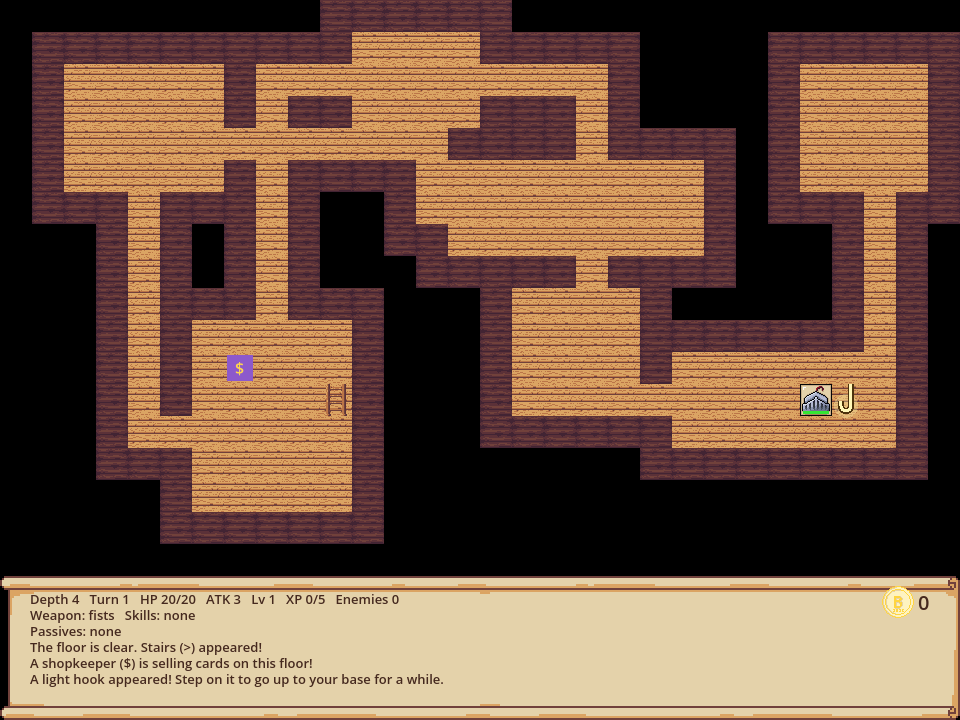 $
Depth 4 Turn 1 HP 20/20 ATK 3 Lv 1 XP 0/5 Enemies 0
B 0
Weapon: fists Skills: none
Passives: none
The floor is clear. Stairs (>) appeared!
A shopkeeper ($) is selling cards on this floor!
A light hook appeared! Step on it to go up to your base for a while.